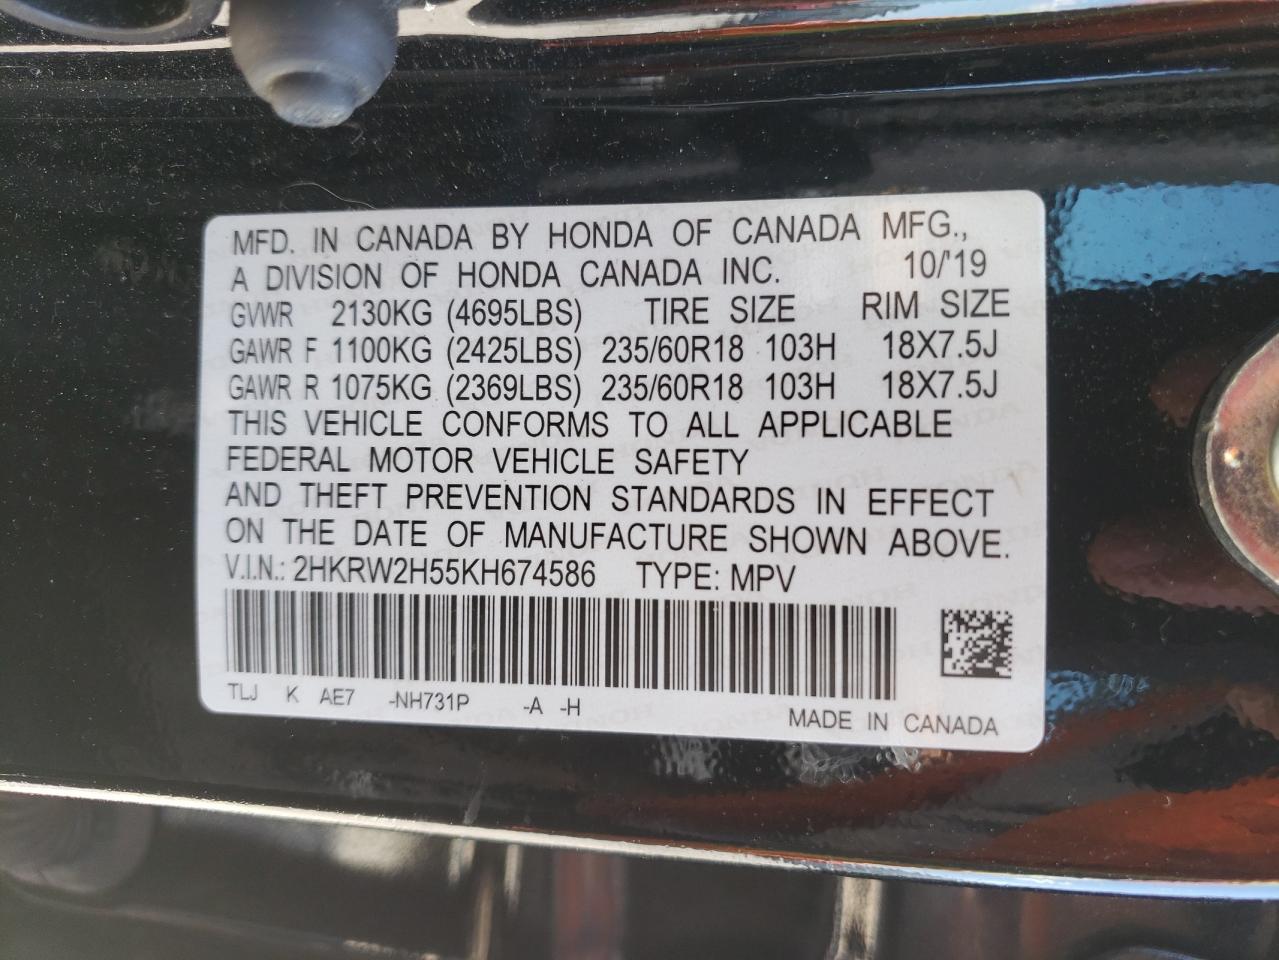 MFD. IN CANADA BY HONDA OF CANADA MFG.,
A DIVISION OF HONDA CANADA INC. 10/'19
GVWR 2130KG (4695LBS) TIRE SIZE RIM SIZE
GAWR F 1100KG (2425LBS) 235/60R18 103H 18X7.5J
GAWR R 1075KG (2369LBS) 235/60R18 103H 18X7.5J
THIS VEHICLE CONFORMS TO ALL APPLICABLE
FEDERAL MOTOR VEHICLE SAFETY
AND THEFT PREVENTION STANDARDS IN EFFECT
ON THE DATE OF MANUFACTURE SHOWN ABOVE.
V.I.N.: 2HKRW2H55KH674586 TYPE: MPV
TLJ K AE7 -NH731P -A -H
MADE IN CANADA